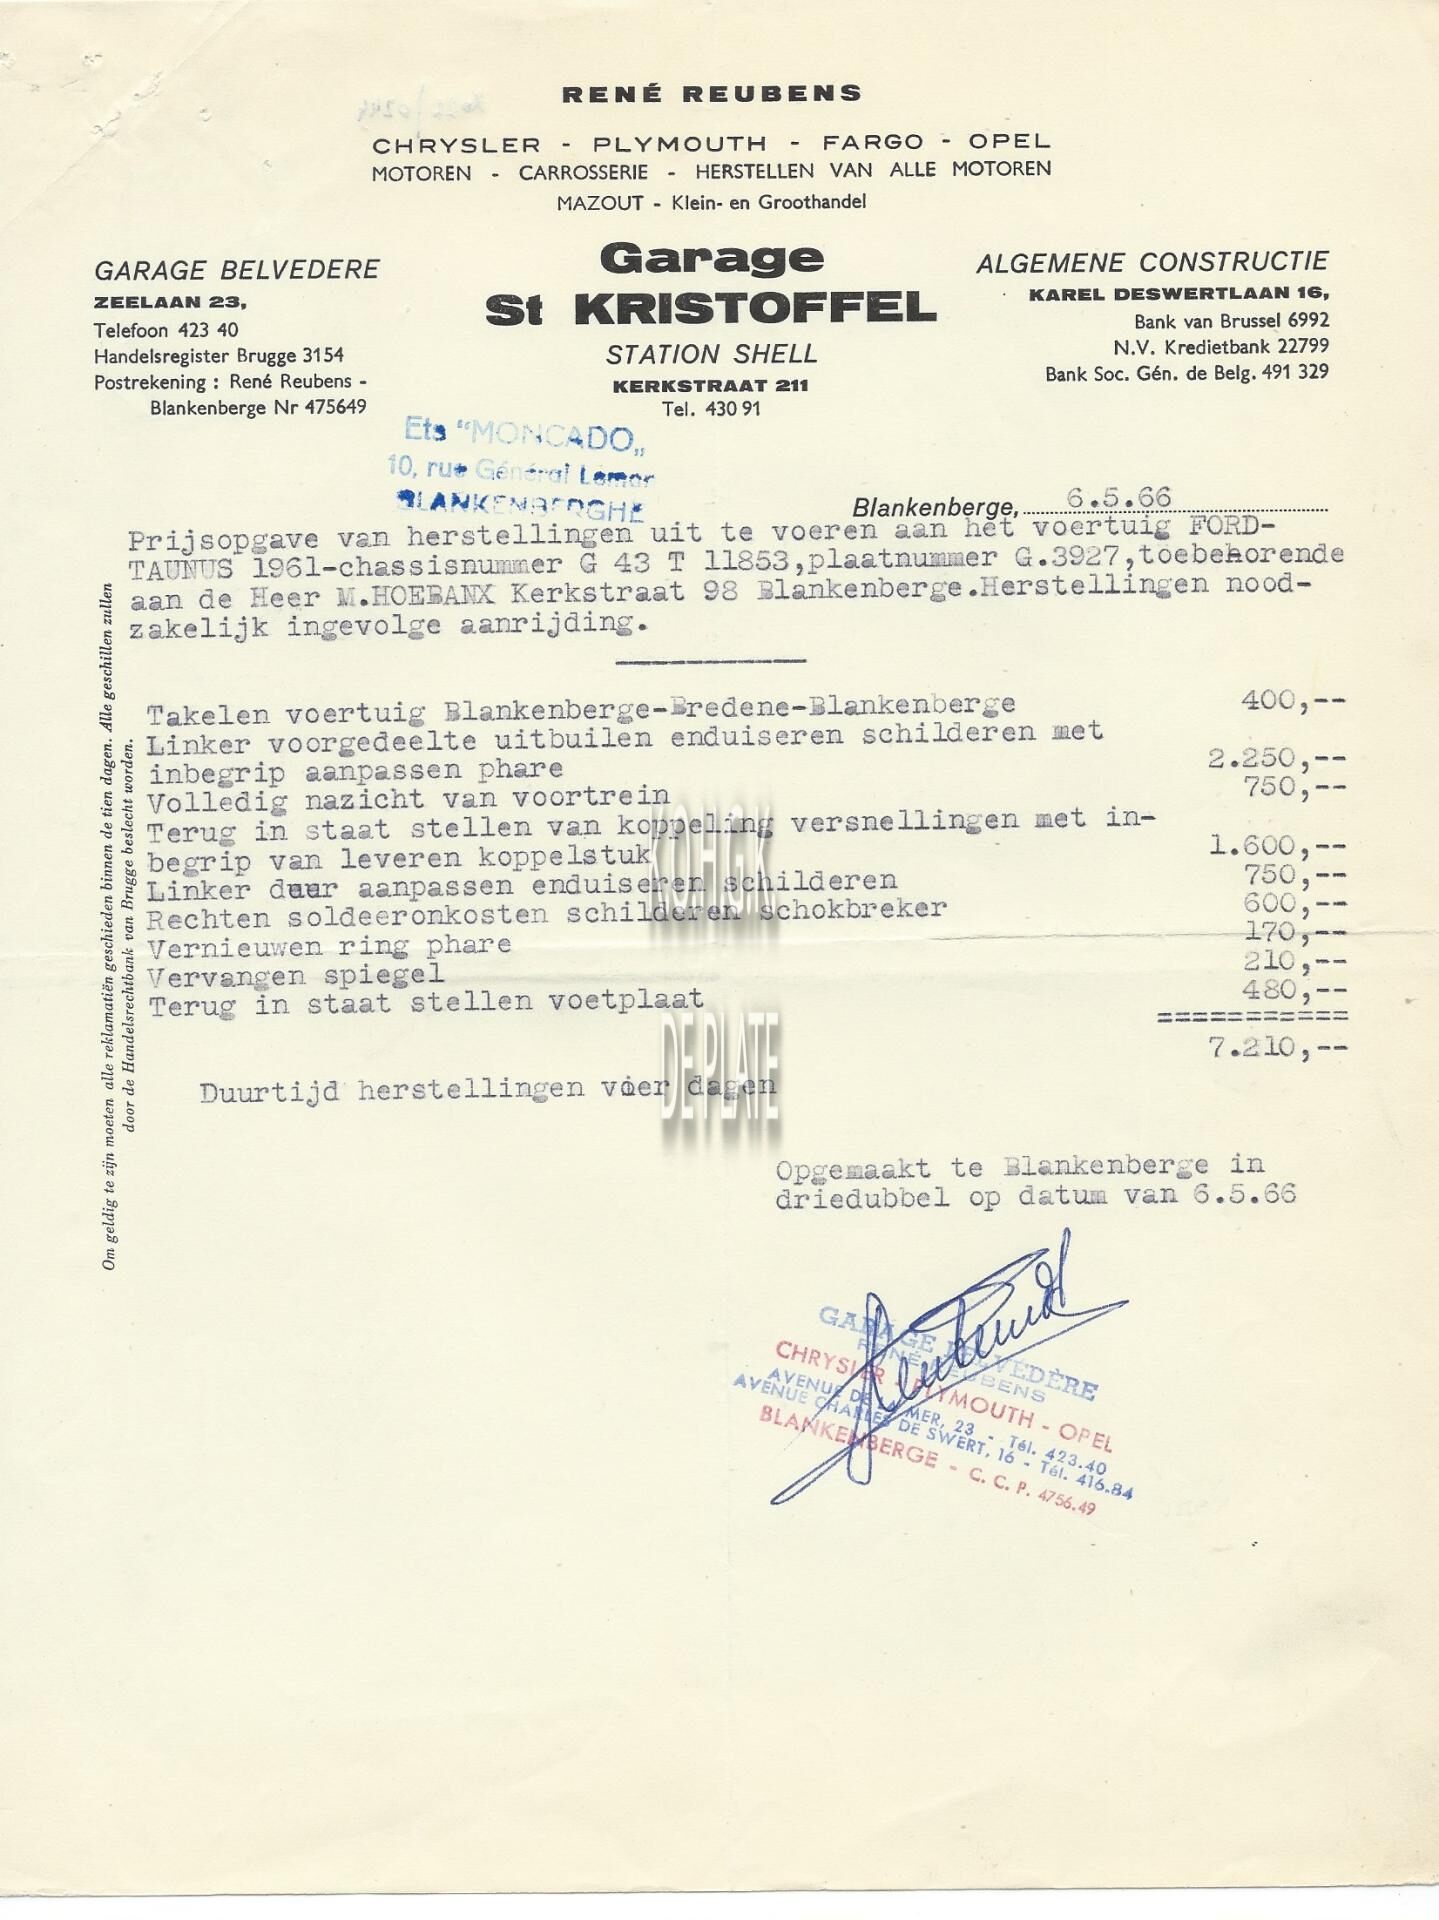 RENÉ REUBENS
CHRYSLER - PLYMOUTH - FARGO - OPEL
MOTOREN - CARROSSERIE - HERSTELLEN VAN ALLE MOTOREN
MAZOUT - Klein- en Groothandel
GARAGE BELVEDERE
ZEELAAN 23,
Telefoon 423 40
Handelsregister Brugge 3154
Postrekening : René Reubens -
Blankenberge Nr 475649
Garage
St KRISTOFFEL
STATION SHELL
KERKSTRAAT 211
Tel. 430 91
ALGEMENE CONSTRUCTIE
KAREL DESWERTLAAN 16,
Bank van Brussel 6992
N.V. Kredietbank 22799
Bank Soc. Gén. de Belg. 491 329
Ets "MONCADO„
10, rue Général Leman
BLANKENBERGHE
Blankenberge, 6.5.66
Prijsopgave van herstellingen uit te voeren aan het voertuig FORD-
TAUNUS 1961-chassisnummer G 43 T 11853,plaatnummer G.3927,toebehorende
aan de Heer M.HOEBANX Kerkstraat 98 Blankenberge.Herstellingen nood-
zakelijk ingevolge aanrijding.
Takelen voertuig Blankenberge-Bredene-Blankenberge 400,--
Linker voorgedeelte uitbuilen enduiseren schilderen met
inbegrip aanpassen phare 2.250,--
Volledig nazicht van voortrein 750,--
Terug in staat stellen van koppeling versnellingen met in-
begrip van leveren koppelstuk 1.600,--
Linker duur aanpassen enduiseren schilderen 750,--
Rechten soldeeronkosten schilderen schokbreker 600,--
Vernieuwen ring phare 170,--
Vervangen spiegel 210,--
Terug in staat stellen voetplaat 480,--
===========
7.210,--
Duurtijd herstellingen vier dagen
Opgemaakt te Blankenberge in
driedubbel op datum van 6.5.66
GARAGE BELVÉDÈRE
RENÉ REUBENS
CHRYSLER - PLYMOUTH - OPEL
AVENUE DE LA MER, 23 - Tél. 423.40
AVENUE CHARLES DE SWERT, 16 - Tél. 416.84
BLANKENBERGE - C. C. P. 4756.49
Om geldig te zijn moeten alle reklamatiën geschieden binnen de tien dagen. Alle geschillen zullen
door de Handelsrechtbank van Brugge beslecht worden.
KOHGK
DE PLATE